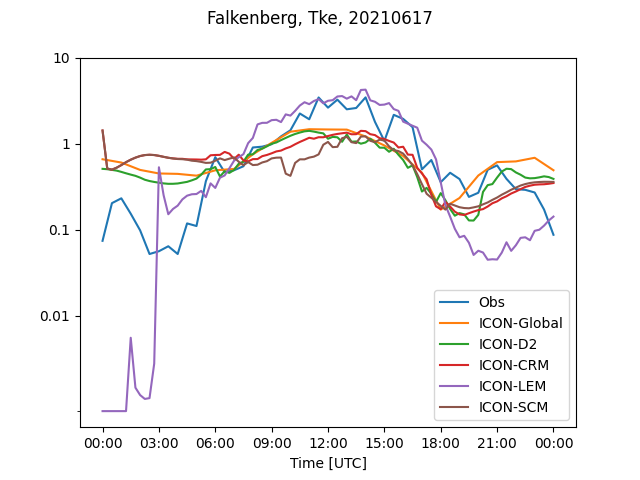 Falkenberg, Tke, 20210617
10
1
0.1
0.01
Obs
ICON-Global
ICON-D2
ICON-CRM
ICON-LEM
ICON-SCM
00:00 03:00 06:00 09:00 12:00 15:00 18:00 21:00 00:00
Time [UTC]